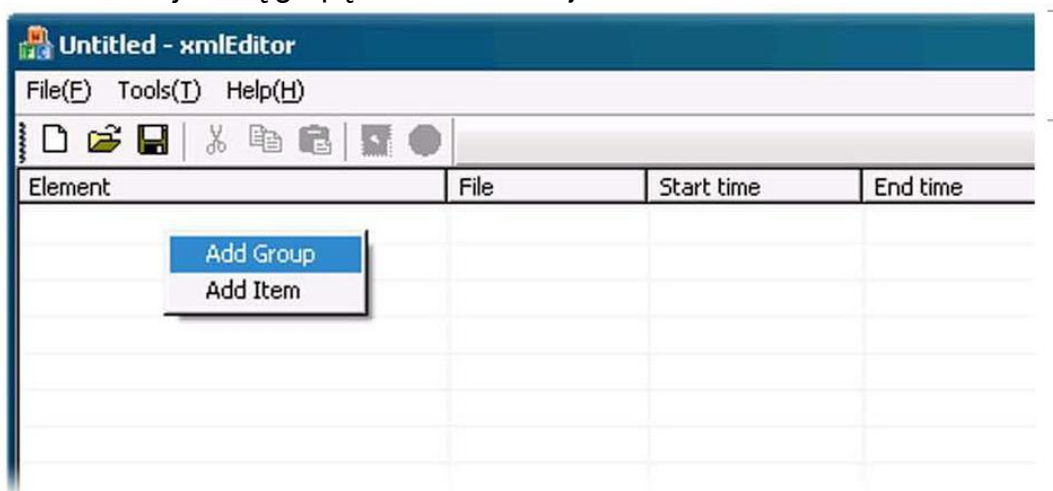 Untitled - xmlEditor
File(F) Tools(T) Help(H)
Element File Start time End time
Add Group
Add Item